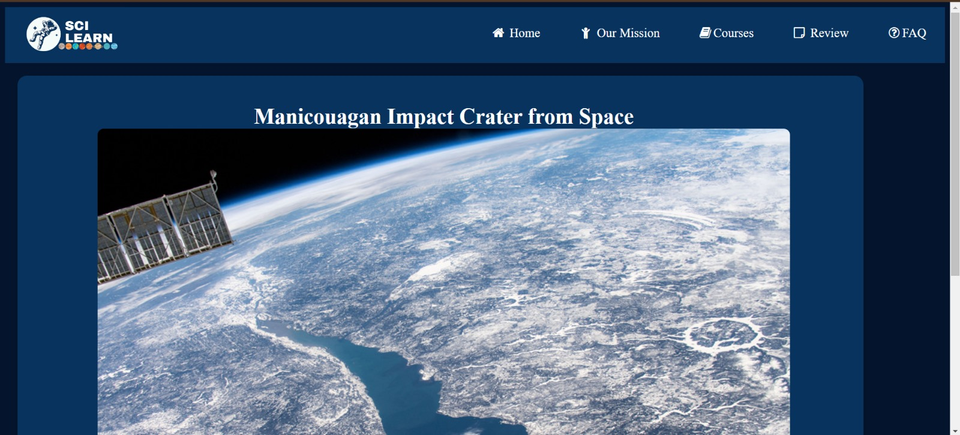 SCI
LEARN
Home
Our Mission
Courses
Review
FAQ
Manicouagan Impact Crater from Space